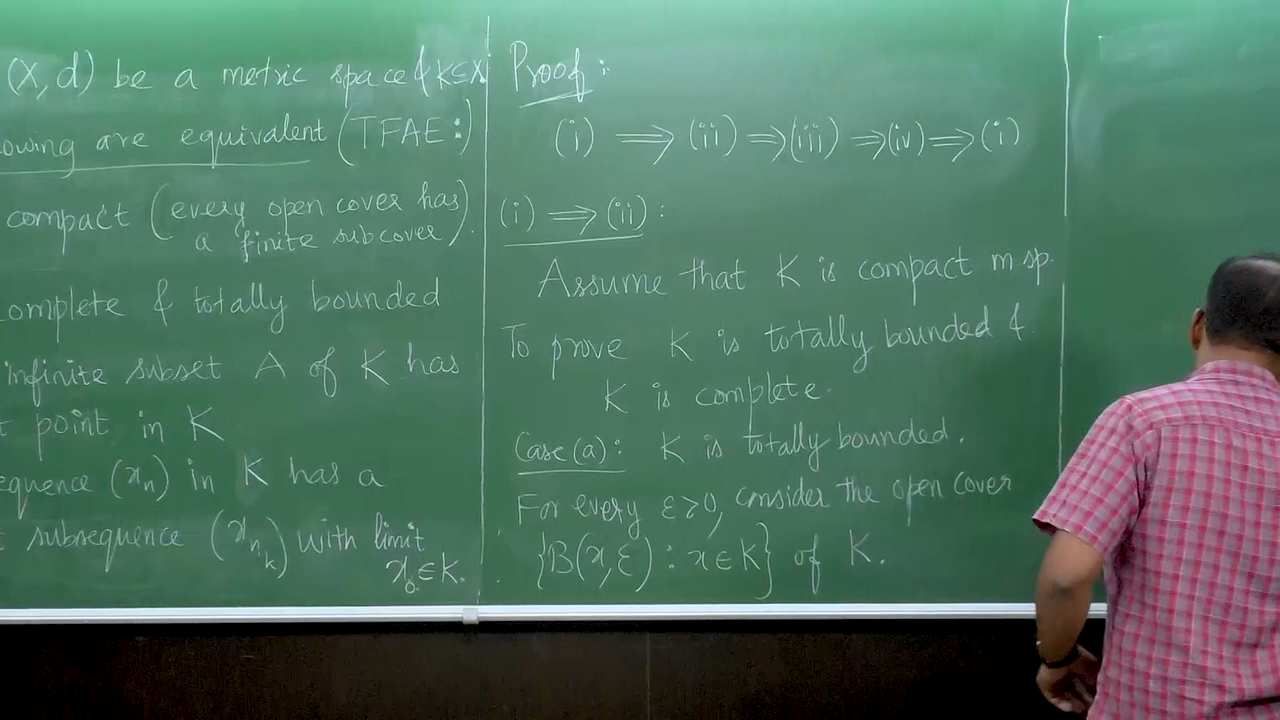 (X, d) be a metric space & K⊆X
owing are equivalent (TFAE:)
compact (every open cover has
a finite subcover).
omplete & totally bounded
infinite subset A of K has
t point in K
equence (xₙ) in K has a
t subsequence (xₙₖ) with limit
x₀ ∈ K.
Proof:
(i) ⟹ (ii) ⟹ (iii) ⟹ (iv) ⟹ (i)
(i) ⟹ (ii):
Assume that K is compact m.sp.
To prove K is totally bounded &
K is complete.
Case (a): K is totally bounded.
For every ε>0, consider the open cover
{B(x,ε) : x∈K} of K.